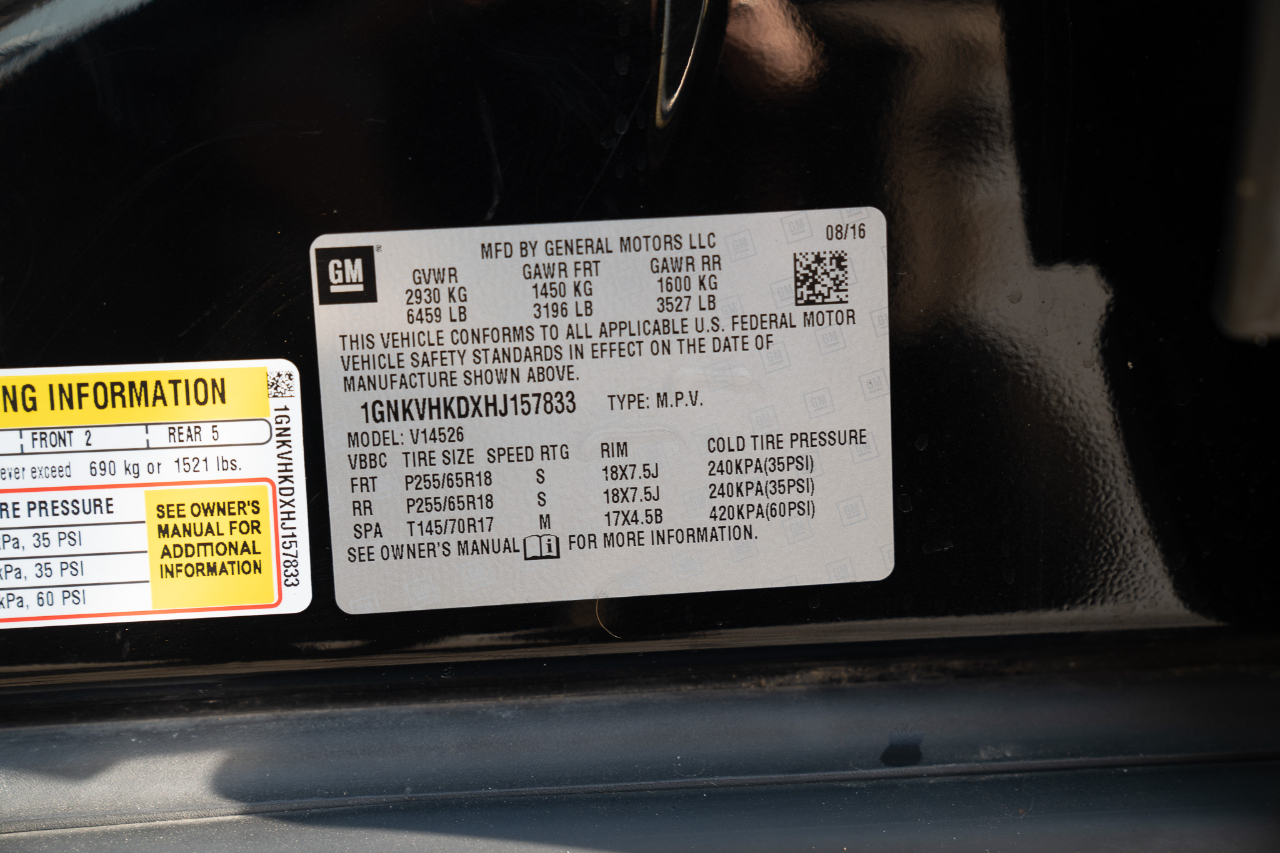 GM
MFD BY GENERAL MOTORS LLC 08/16
GVWR GAWR FRT GAWR RR
2930 KG 1450 KG 1600 KG
6459 LB 3196 LB 3527 LB
THIS VEHICLE CONFORMS TO ALL APPLICABLE U.S. FEDERAL MOTOR
VEHICLE SAFETY STANDARDS IN EFFECT ON THE DATE OF
MANUFACTURE SHOWN ABOVE.
1GNKVHKDXHJ157833 TYPE: M.P.V.
MODEL: V14526
VBBC TIRE SIZE SPEED RTG RIM COLD TIRE PRESSURE
FRT P255/65R18 S 18X7.5J 240KPA(35PSI)
RR P255/65R18 S 18X7.5J 240KPA(35PSI)
SPA T145/70R17 M 17X4.5B 420KPA(60PSI)
SEE OWNER'S MANUAL i FOR MORE INFORMATION.
NG INFORMATION
FRONT 2 REAR 5
ever exceed 690 kg or 1521 lbs.
RE PRESSURE
kPa, 35 PSI
kPa, 35 PSI
kPa, 60 PSI
SEE OWNER'S
MANUAL FOR
ADDITIONAL
INFORMATION
1GNKVHKDXHJ157833